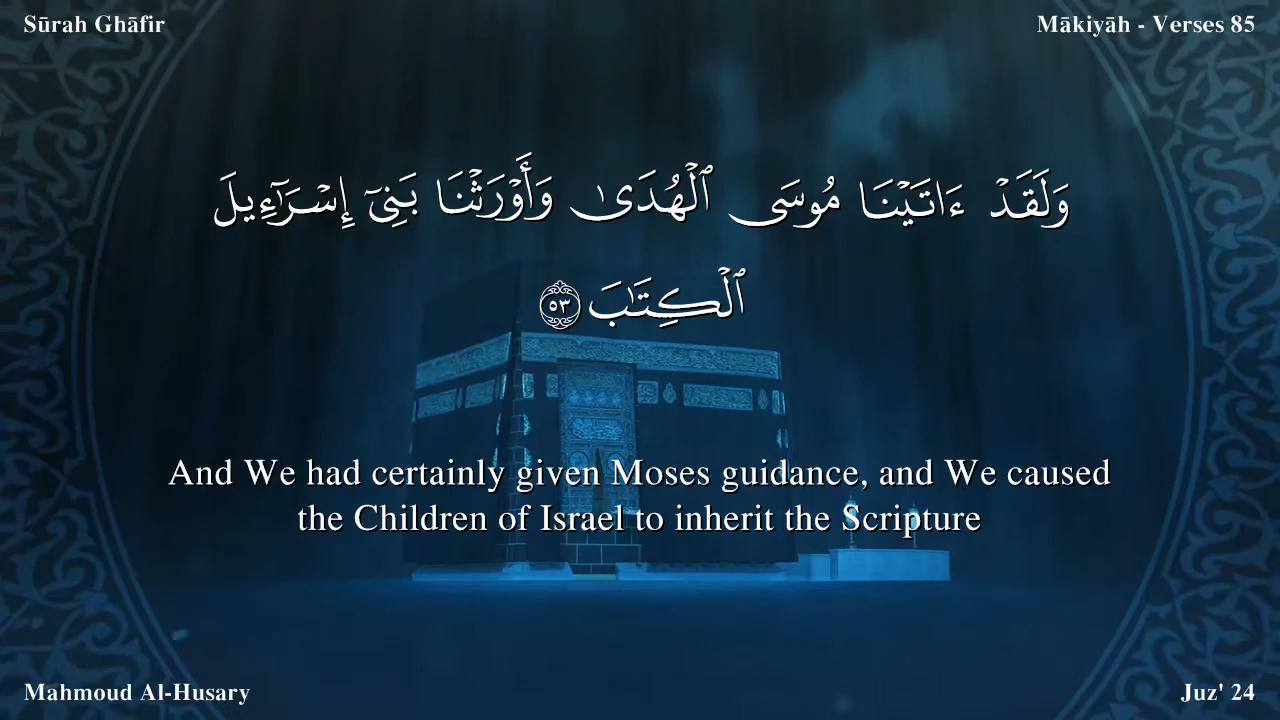 Sūrah Ghāfir
Mākiyāh - Verses 85
وَلَقَدْ ءَاتَيْنَا مُوسَى ٱلْهُدَىٰ وَأَوْرَثْنَا بَنِىٓ إِسْرَٰٓءِيلَ
ٱلْكِتَٰبَ ٥٣
And We had certainly given Moses guidance, and We caused
the Children of Israel to inherit the Scripture
Mahmoud Al-Husary
Juz' 24